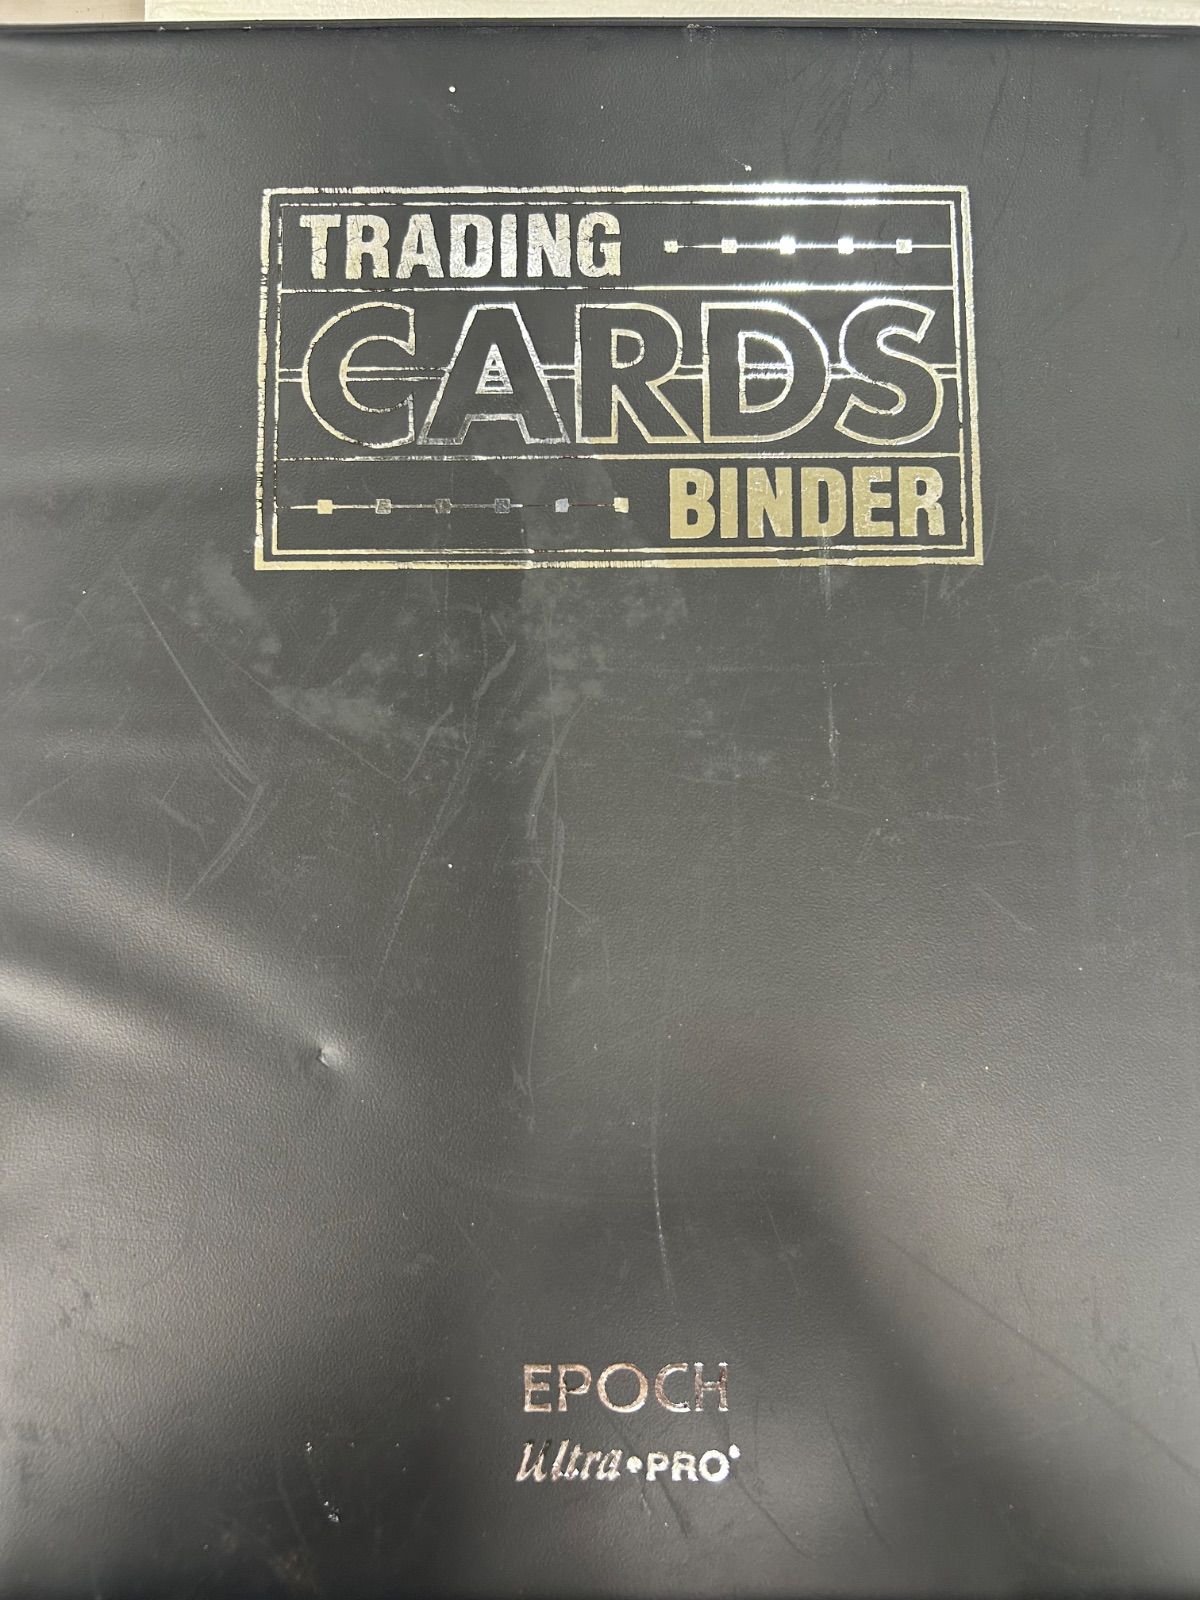 TRADING
CARDS
BINDER
EPOCH
Ultra•PRO®